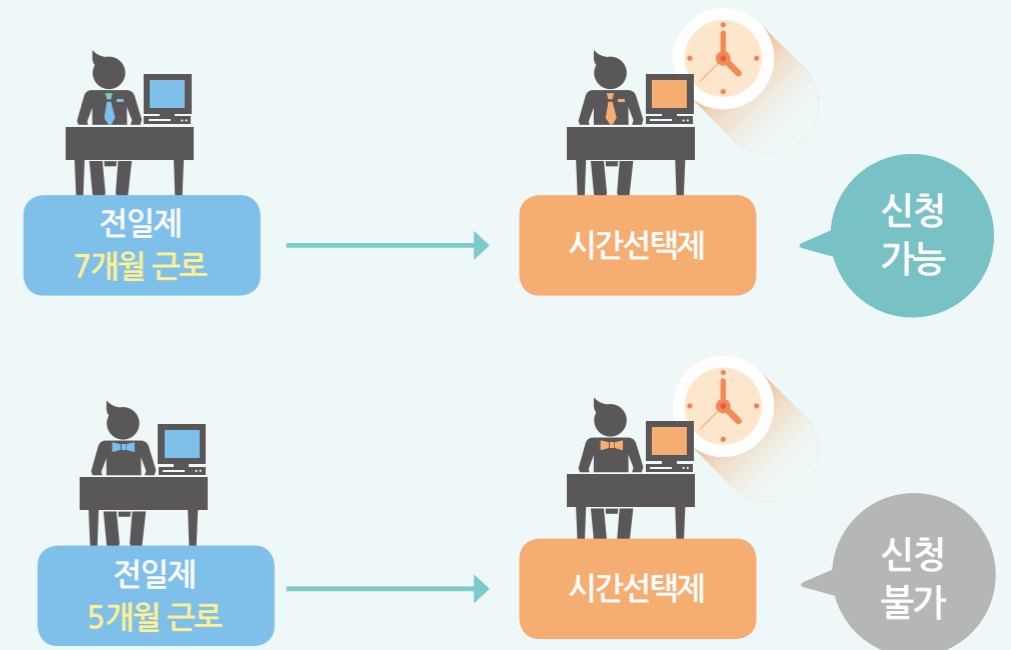 전일제
7개월 근로
시간선택제
신청
가능
전일제
5개월 근로
시간선택제
신청
불가